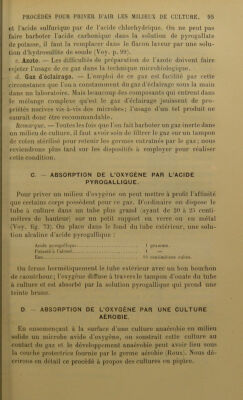 PROCÉDÉS POUR PRIVER D'AIR LES MILIEUX DE CULTURE. 95
et l'acide sulfurique par de l'acide chlorhydrique. On ne peut pas
faire barboter l'acide carbonique dans la solution de pyrogallate
de potasse, il faut la remplacer dans le flacon laveur par une solu-
tion d'hydrosulfite de soude (Voy. p. 92).
c. Azote. — Les difficultés de préparation de l'azote doivent faire
rejeter l'usage de ce gaz dans la technique microbiologique.
d. Gaz d'éclairage. — L'emploi de ce gaz est facilité par cette
circonstance que l'on a constamment du gaz d'éclairage sous la main
dans un laboratoire. Mais beaucoup des composants qui entrent dans
le mélange complexe qu'est le gaz d'éclairage jouissent de pro-
priétés nocives vis-à-vis des microbes; l'usage d'un tel produit ne
saurait donc être recommandable.
Remarque. — Toutes les fois que l'on fait barboter un gaz inerte dans
un milieu de culture, il faut avoir soin de filtrer le gaz sur un tampon
de coton stérilisé pour retenir les germes entraînés par le gaz; nous
reviendrons plus tard sur les dispositifs à employer pour réaliser
cette condition.
C. — ABSORPTION DE L'OXYGÈNE PAR L'ACIDE
PYROGALLIQUE.
Pour priver un milieu d'oxygène on peut mettre à profit l'affinité
que certains corps possèdent pour ce gaz. D'ordinaire on dispose le
tube à culture dans un tube plus grand (ayant de 20 à 25 centi-
mètres de hauteur) sur un petit support en verre ou en métal
(Voy. fig. 73). On place dans le fond du tube extérieur, une solu-
tion alcaline d'acide pyrogallique :
Acide pyrogallique 1 gramme.
Potasse à l'alcool 1 —
Eau 10 centimètres cubes.
On ferme hermétiquement le tube extérieur avec un bon bouchon
de caoutchouc; l'oxygène diffuse à travers le tampon d'ouate du tube
à culture et est absorbé par la solution pyrogallique qui prend une
teinte brune.
D — ABSORPTION DE L'OXYGÈNE PAR UNE CULTURE
AÉROBIE.
En ensemençant à la surface d'une culture anaérobie en milieu
solide un microbe avide d'oxygène, on soustrait cette culture au
contact du gaz et le développement anaérobie peut avoir lieu sous
la couche protectrice fournie par le germe aérobie (Roux). Nous dé-
crirons en détail ce procédé à propos des cultures en piqûre.